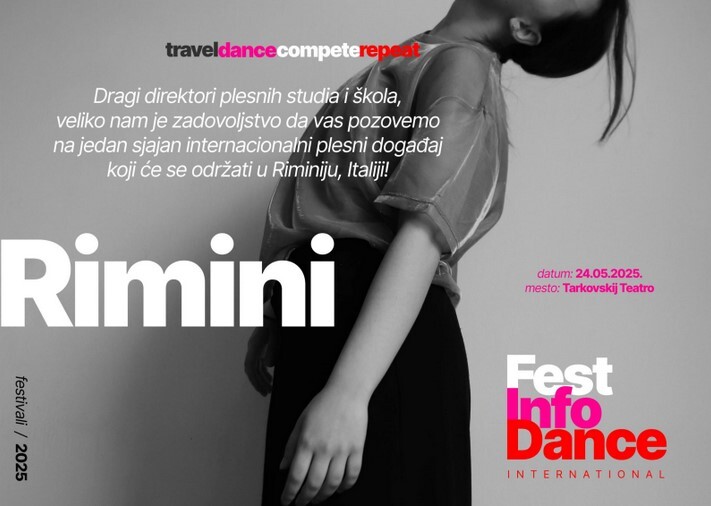 traveldancecompeterepeat
Dragi direktori plesnih studia i škola,
veliko nam je zadovoljstvo da vas pozovemo
na jedan sjajan internacionalni plesni događaj
koji će se održati u Riminiju, Italiji!
Rimini
datum: 24.05.2025.
mesto: Tarkovskij Teatro
festivali / 2025
Fest
Info
Dance
INTERNATIONAL